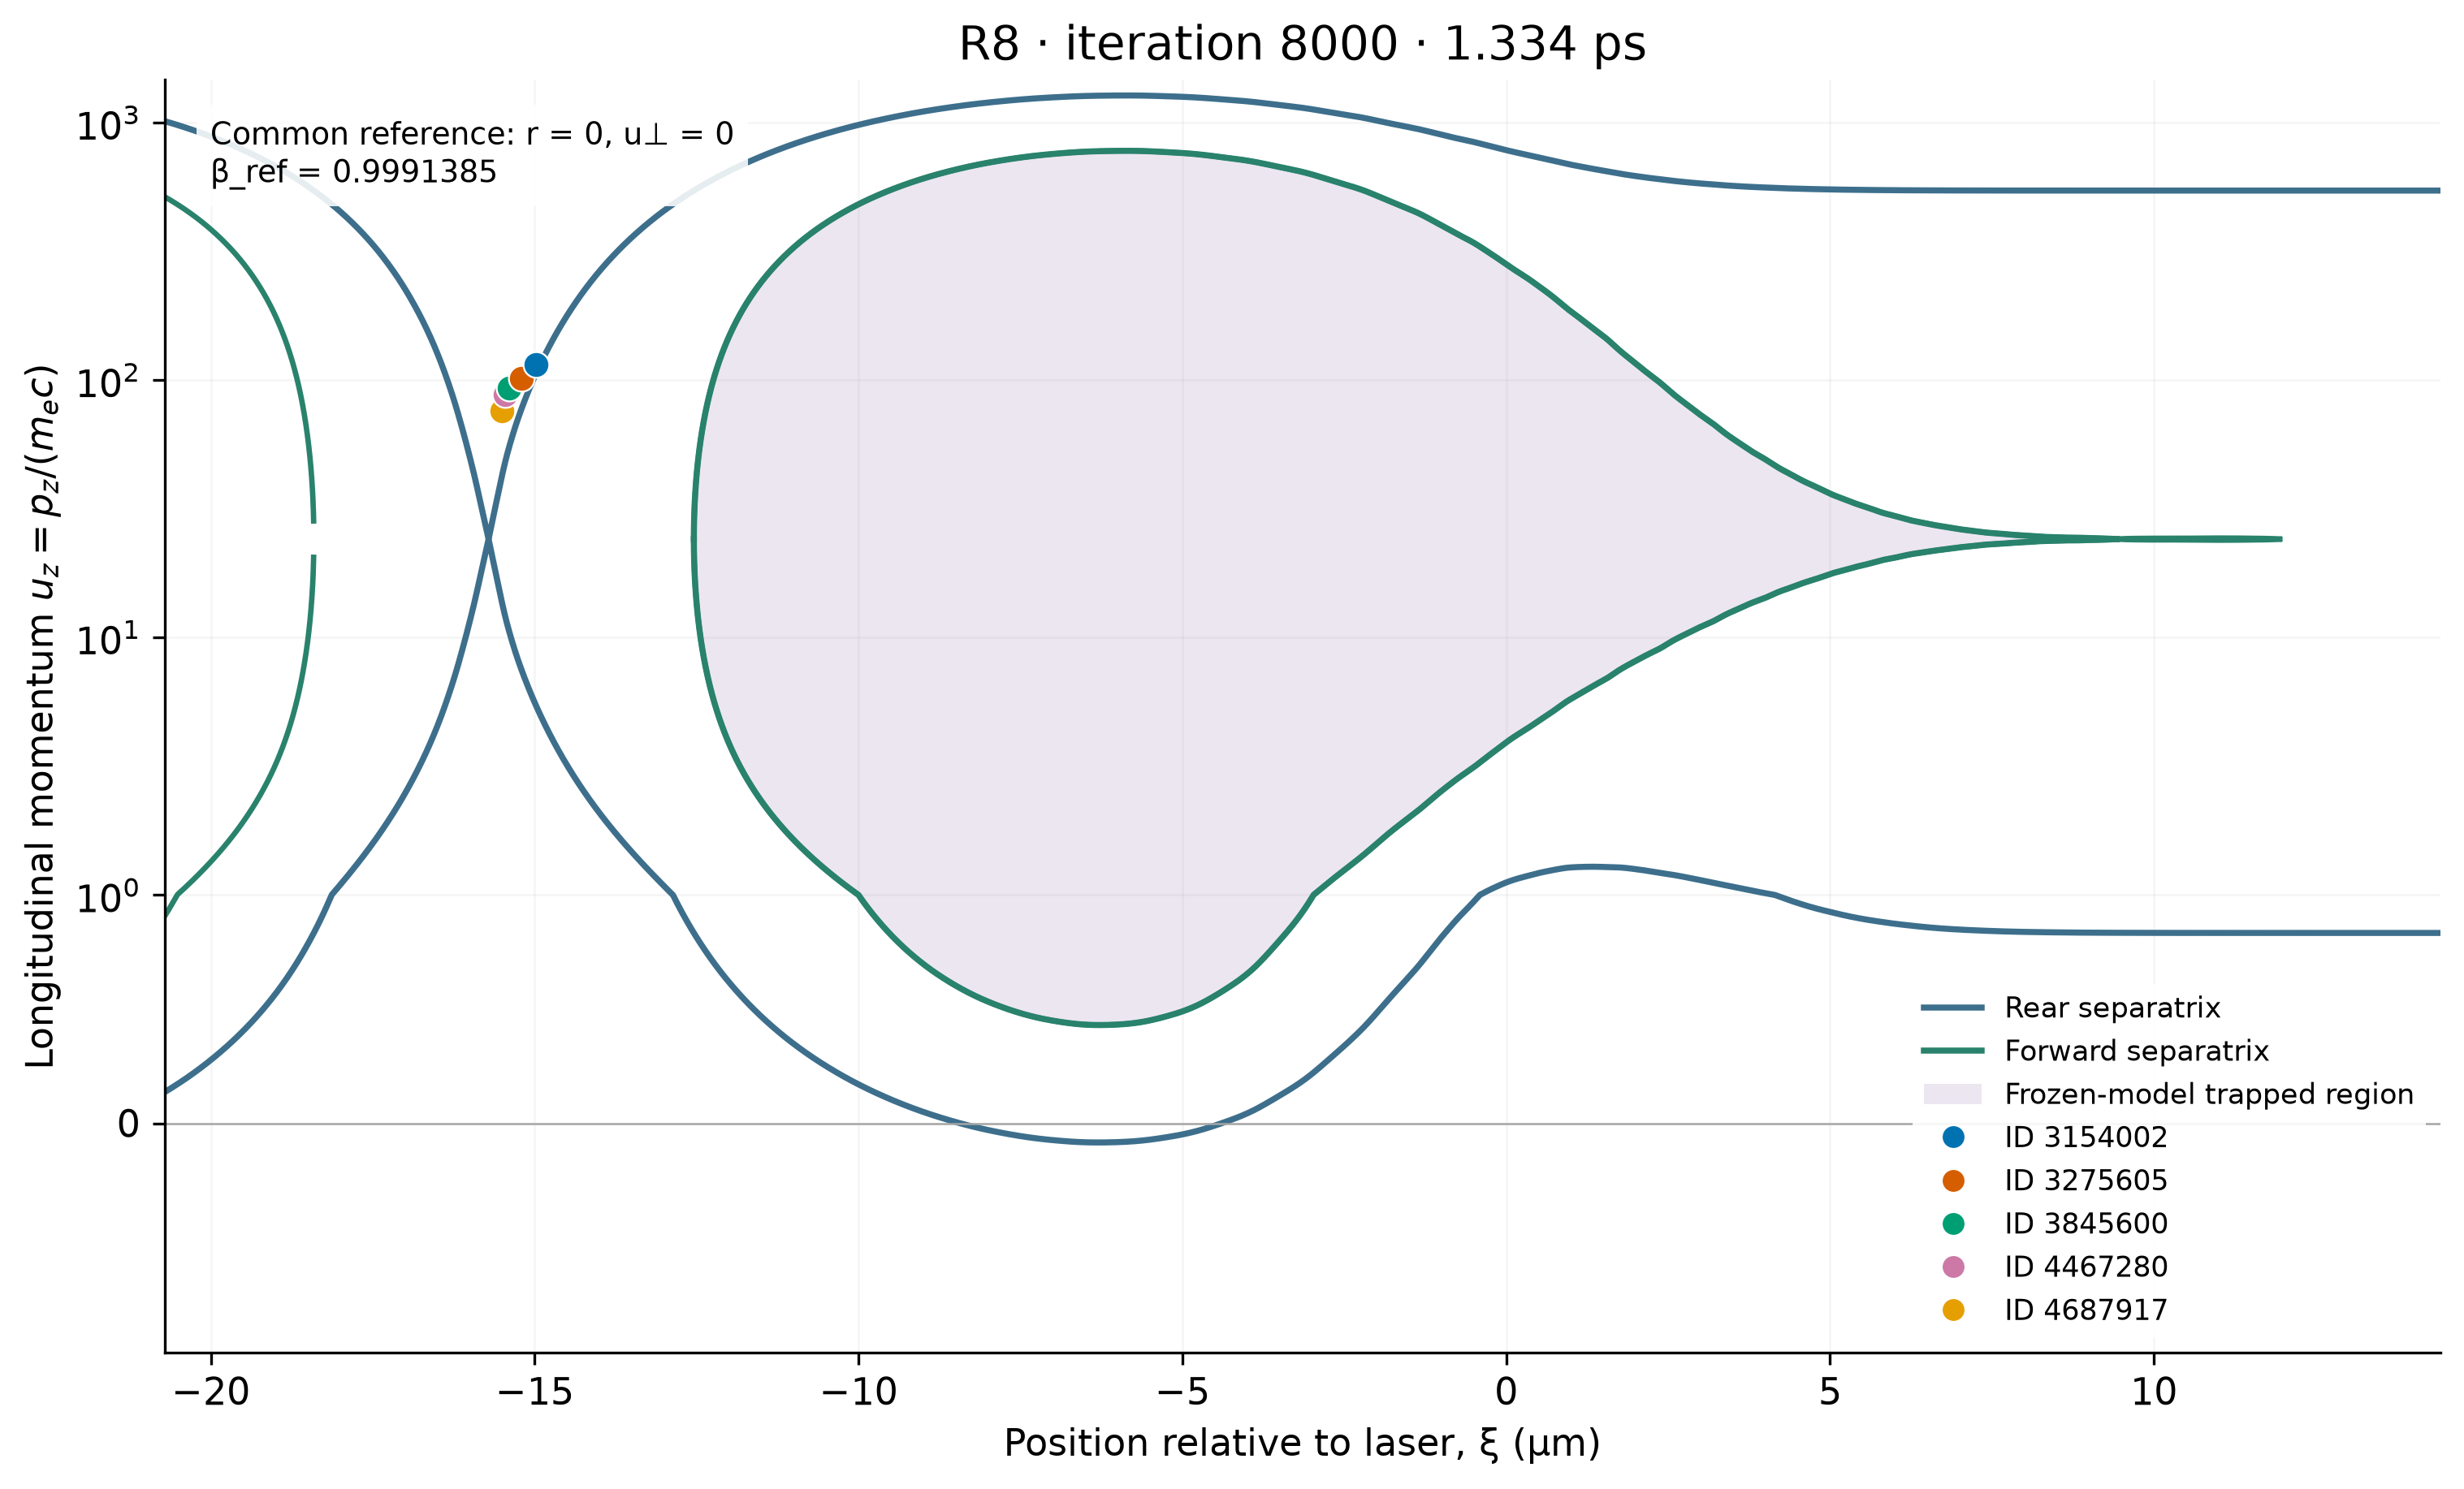 R8 · iteration 8000 · 1.334 ps
Common reference: r = 0, u⊥ = 0
β_ref = 0.9991385
Longitudinal momentum u_z = p_z/(m_e c)
10³
10²
10¹
10⁰
0
Rear separatrix
Forward separatrix
Frozen-model trapped region
ID 3154002
ID 3275605
ID 3845600
ID 4467280
ID 4687917
−20 −15 −10 −5 0 5 10
Position relative to laser, ξ (μm)